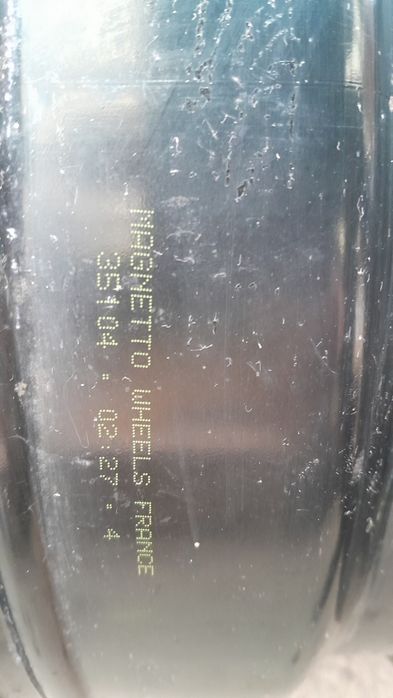 MAGNETTO WHEELS FRANCE
35104 : 02:27 : 4